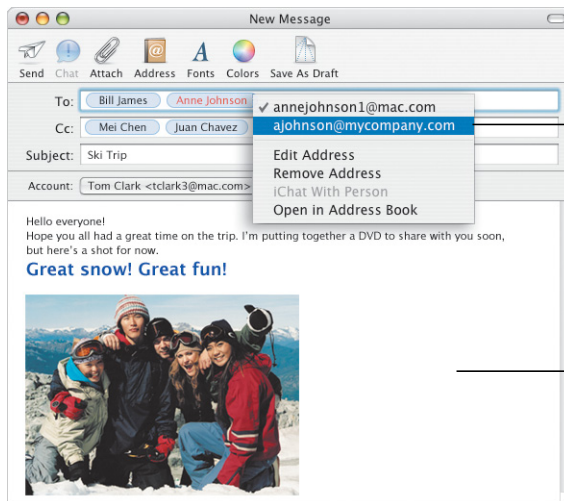 New Message
Send Chat Attach Address Fonts Colors Save As Draft
To: Bill James Anne Johnson
✓ annejohnson1@mac.com
ajohnson@mycompany.com
Edit Address
Remove Address
iChat With Person
Open in Address Book
Cc: Mei Chen Juan Chavez
Subject: Ski Trip
Account: Tom Clark <tclark3@mac.com>
Hello everyone!
Hope you all had a great time on the trip. I'm putting together a DVD to share with you soon,
but here's a shot for now.
Great snow! Great fun!